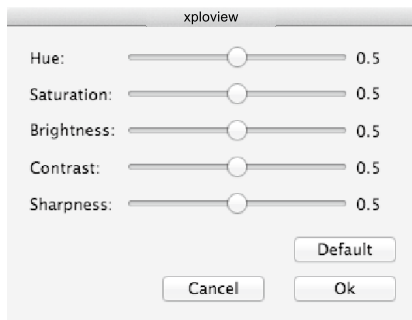 xploview
Hue: 0.5
Saturation: 0.5
Brightness: 0.5
Contrast: 0.5
Sharpness: 0.5
Default
Cancel Ok